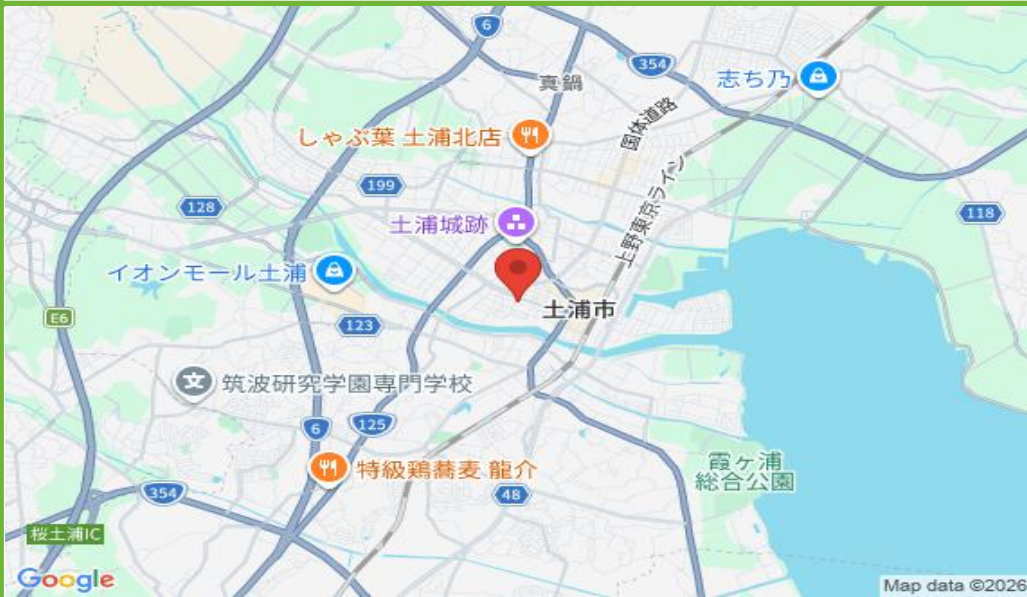 6
354
真鍋
志ち乃
国体道路
しゃぶ葉 土浦北店
199
上野東京ライン
128
118
土浦城跡
イオンモール土浦
土浦市
E6
123
筑波研究学園専門学校
6
125
特級鶏蕎麦 龍介
霞ヶ浦
総合公園
354
48
桜土浦IC
Google
Map data ©2026